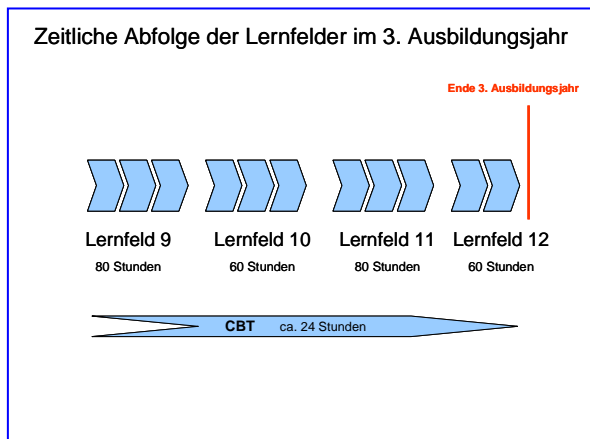 Zeitliche Abfolge der Lernfelder im 3. Ausbildungsjahr
Ende 3. Ausbildungsjahr
Lernfeld 9 Lernfeld 10 Lernfeld 11 Lernfeld 12
80 Stunden 60 Stunden 80 Stunden 60 Stunden
CBT ca. 24 Stunden